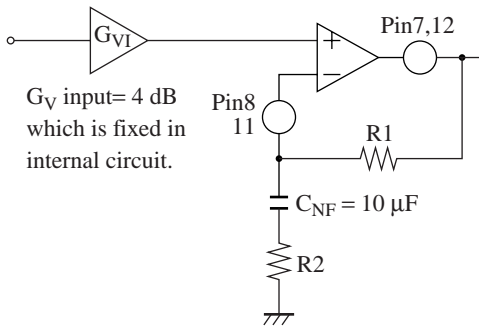 G_VI
+
−
Pin7,12
G_V input= 4 dB
which is fixed in
internal circuit.
Pin8
11
R1
C_NF = 10 µF
R2